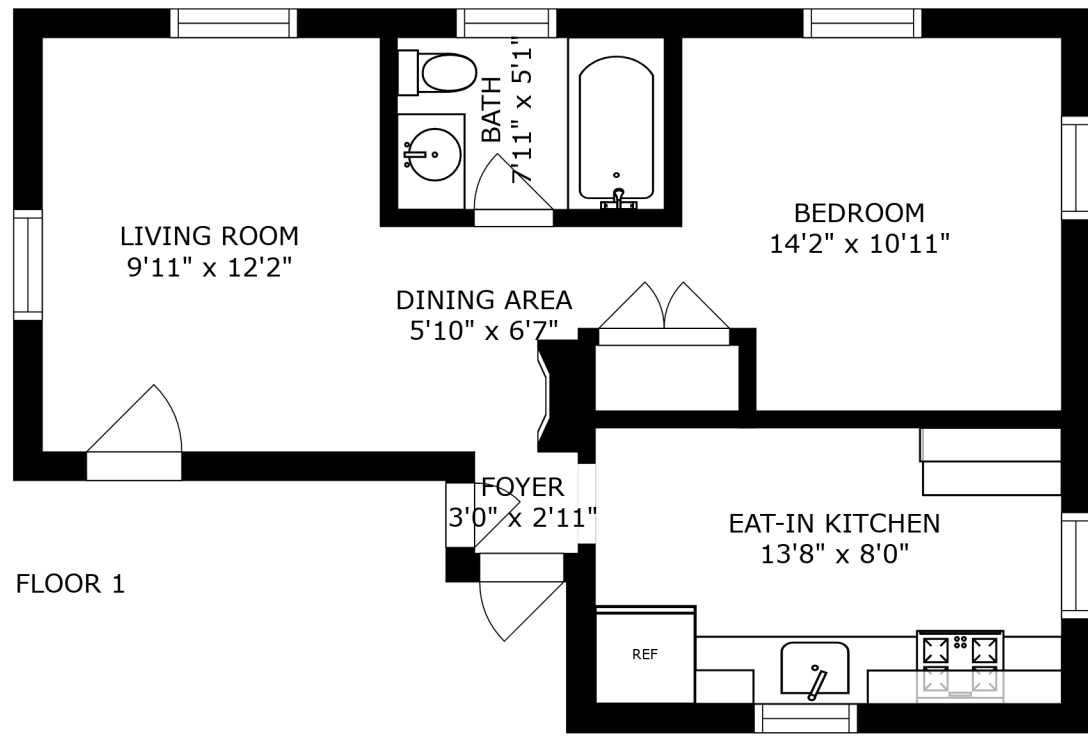 BATH
7'11" x 5'1"
LIVING ROOM
9'11" x 12'2"
BEDROOM
14'2" x 10'11"
DINING AREA
5'10" x 6'7"
FOYER
3'0" x 2'11"
EAT-IN KITCHEN
13'8" x 8'0"
FLOOR 1
REF